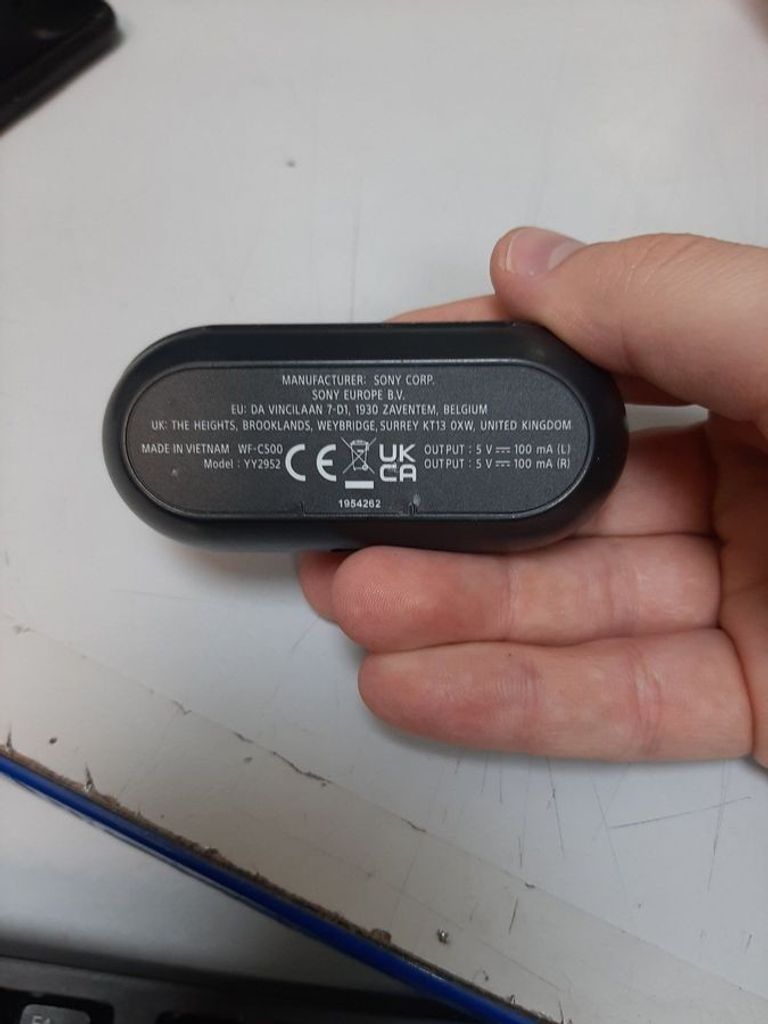 MANUFACTURER: SONY CORP.
SONY EUROPE B.V.
EU: DA VINCILAAN 7-D1, 1930 ZAVENTEM, BELGIUM
UK: THE HEIGHTS, BROOKLANDS, WEYBRIDGE, SURREY KT13 0XW, UNITED KINGDOM
MADE IN VIETNAM WF-C500
Model : YY2952
CE
UK
CA
OUTPUT : 5 V ⎓ 100 mA (L)
OUTPUT : 5 V ⎓ 100 mA (R)
1954262